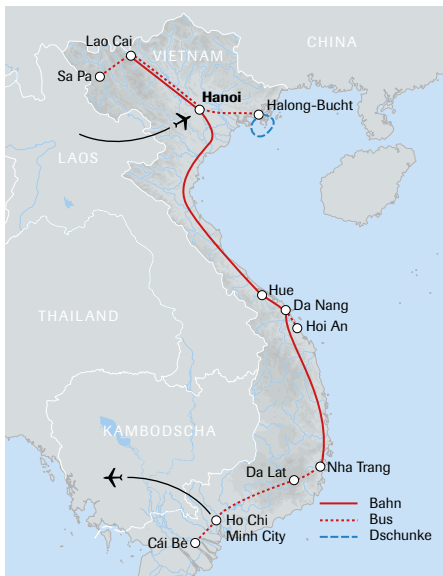 Lao Cai
VIETNAM
CHINA
Sa Pa
Hanoi
Halong-Bucht
LAOS
Hue
Da Nang
THAILAND
Hoi An
KAMBODSCHA
Da Lat
Nha Trang
Ho Chi
Minh City
Cái Bè
Bahn
Bus
Dschunke